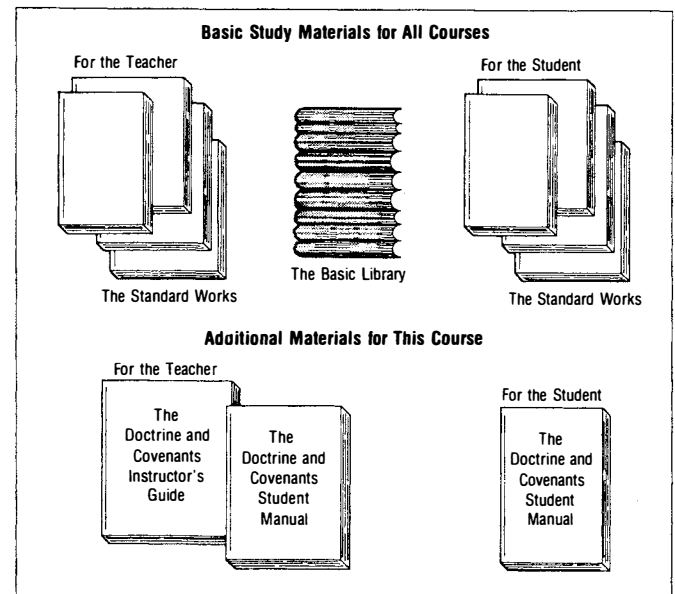 Basic Study Materials for All Courses
For the Teacher
For the Student
The Standard Works
The Basic Library
The Standard Works
Additional Materials for This Course
For the Teacher
The
Doctrine and
Covenants
Instructor's
Guide
The
Doctrine and
Covenants
Student
Manual
For the Student
The
Doctrine and
Covenants
Student
Manual